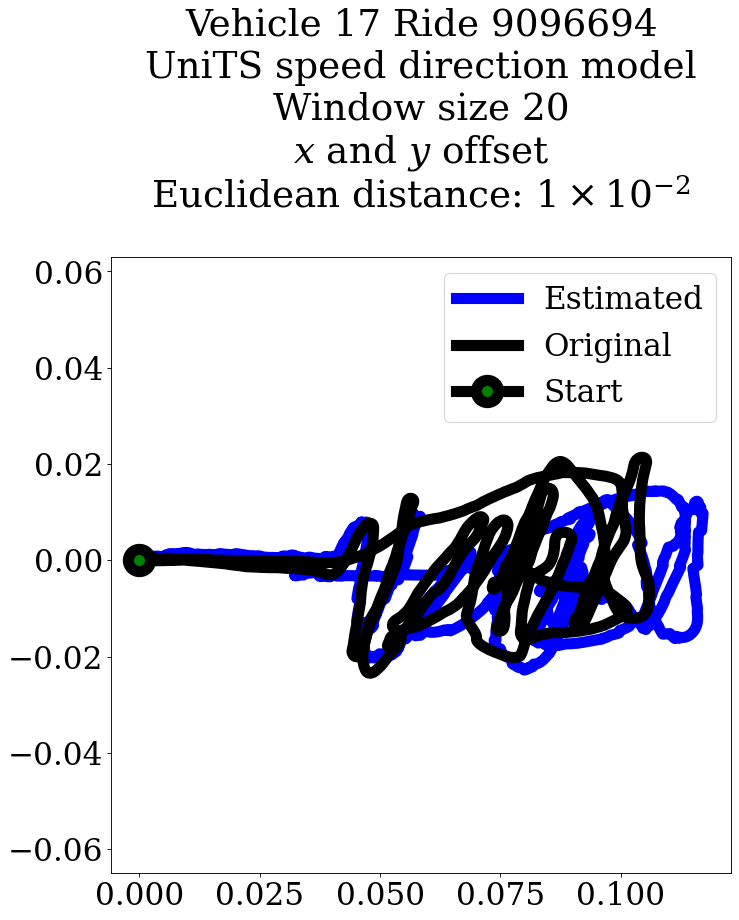 Vehicle 17 Ride 9096694
UniTS speed direction model
Window size 20
x and y offset
Euclidean distance: 1 × 10⁻²
Estimated
Original
Start
0.06
0.04
0.02
0.00
−0.02
−0.04
−0.06
0.000 0.025 0.050 0.075 0.100